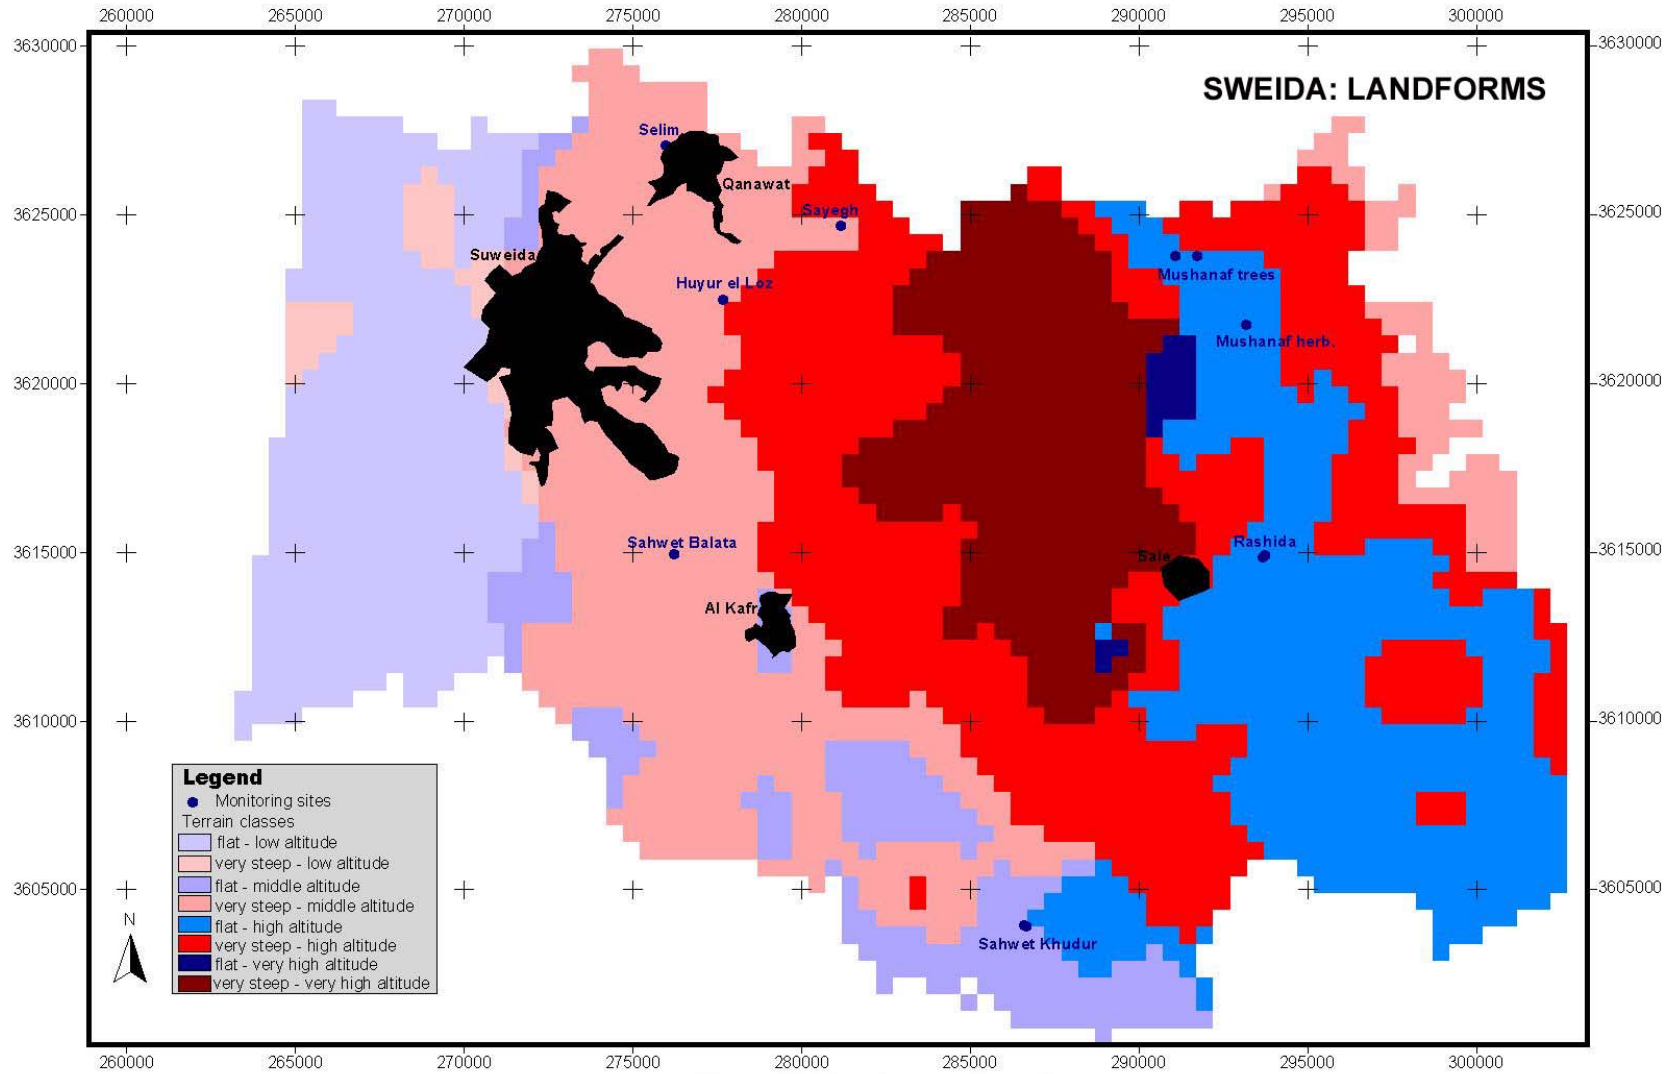 260000 265000 270000 275000 280000 285000 290000 295000 300000
3630000 3630000
SWEIDA: LANDFORMS
Selim
Qanawat
Sayegh
3625000 3625000
Suweida
Mushanaf trees
Huyur el Loz
Mushanaf herb.
3620000 3620000
Sahwet Balata
Rashida
3615000 3615000
Sale
Al Kafr
3610000 3610000
Legend
Monitoring sites
Terrain classes
flat - low altitude
very steep - low altitude
flat - middle altitude
very steep - middle altitude
flat - high altitude
very steep - high altitude
flat - very high altitude
very steep - very high altitude
3605000 3605000
N
Sahwet Khudur
260000 265000 270000 275000 280000 285000 290000 295000 300000